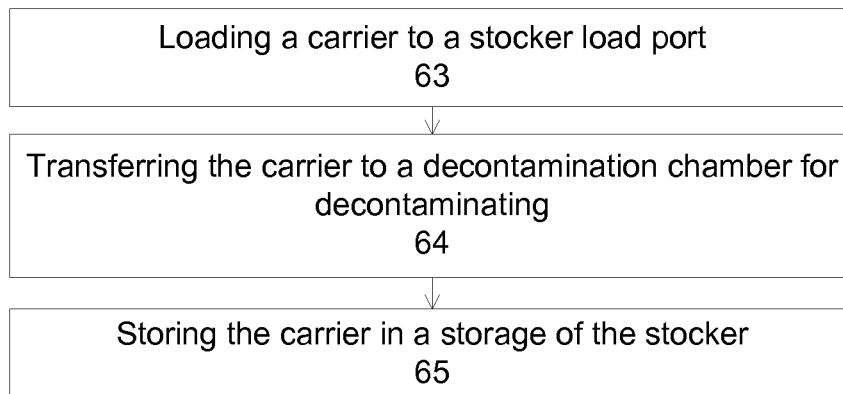 Loading a carrier to a stocker load port
63
Transferring the carrier to a decontamination chamber for
decontaminating
64
Storing the carrier in a storage of the stocker
65